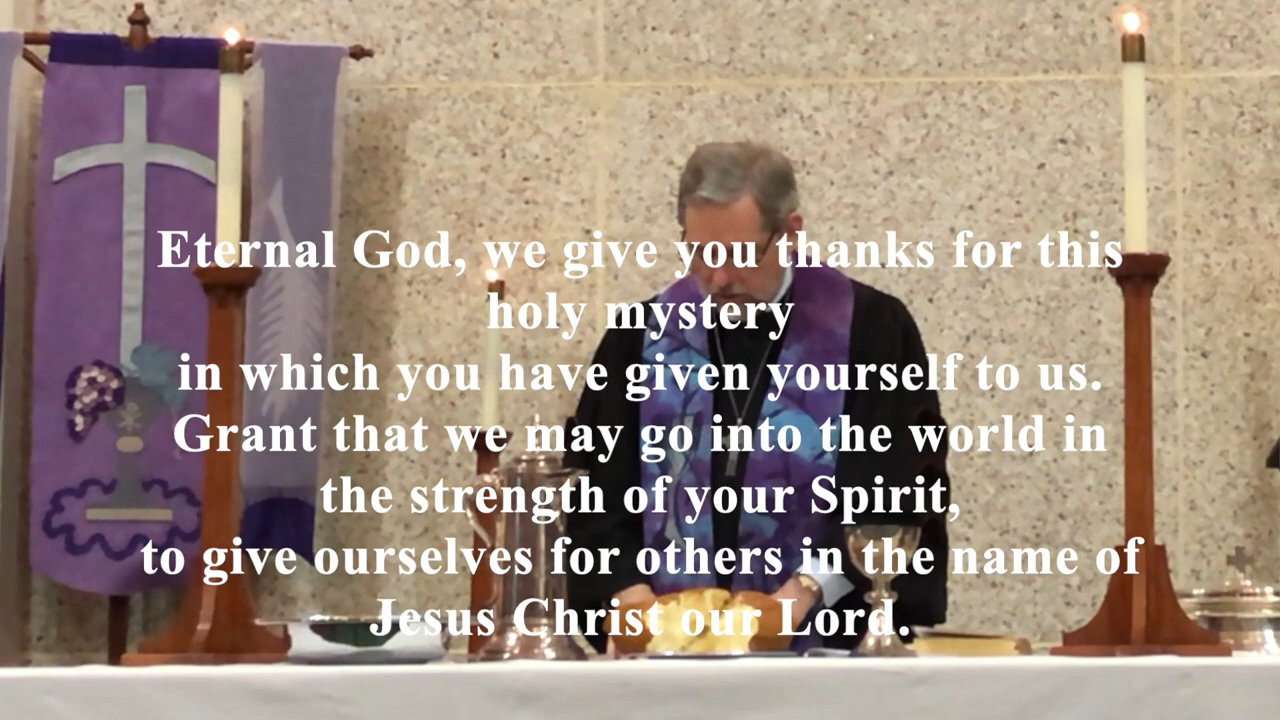 Eternal God, we give you thanks for this
holy mystery
in which you have given yourself to us.
Grant that we may go into the world in
the strength of your Spirit,
to give ourselves for others in the name of
Jesus Christ our Lord.